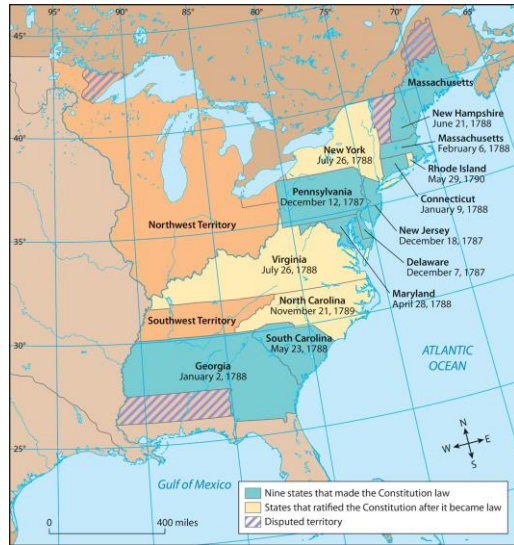 95°
90°
85°
80°
75°
70°
65°
45°
40°
35°
30°
25°
Massachusetts
New Hampshire
June 21, 1788
Massachusetts
February 6, 1788
New York
July 26, 1788
Rhode Island
May 29, 1790
Pennsylvania
December 12, 1787
Connecticut
January 9, 1788
Northwest Territory
New Jersey
December 18, 1787
Delaware
December 7, 1787
Virginia
July 26, 1788
Maryland
April 28, 1788
North Carolina
November 21, 1789
Southwest Territory
South Carolina
May 23, 1788
Georgia
January 2, 1788
ATLANTIC
OCEAN
N
W E
S
Gulf of Mexico
Nine states that made the Constitution law
States that ratified the Constitution after it became law
Disputed territory
0 400 miles